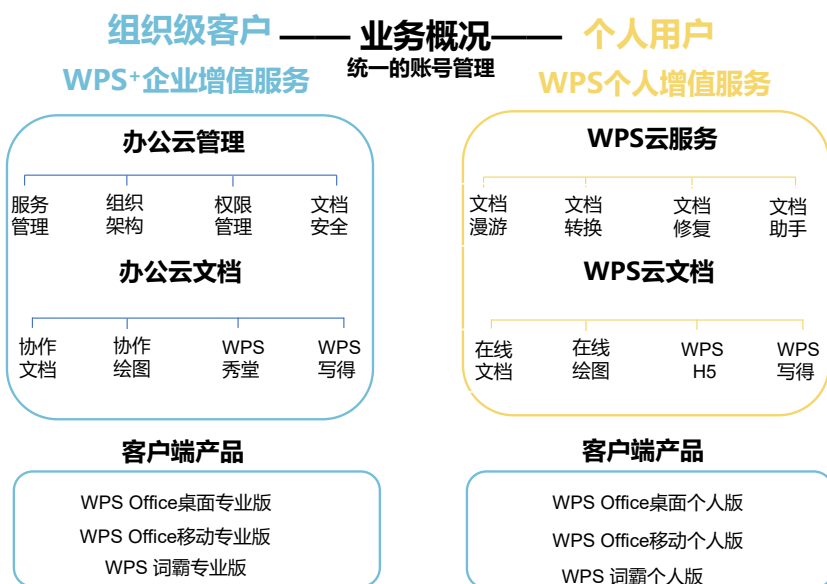 组织级客户 —— 业务概况—— 个人用户
统一的账号管理
WPS+企业增值服务
WPS个人增值服务
办公云管理
服务 组织 权限 文档
管理 架构 管理 安全
办公云文档
协作 协作 WPS WPS
文档 绘图 秀堂 写得
WPS云服务
文档 文档 文档 文档
漫游 转换 修复 助手
WPS云文档
在线 在线 WPS WPS
文档 绘图 H5 写得
客户端产品
WPS Office桌面专业版
WPS Office移动专业版
WPS 词霸专业版
客户端产品
WPS Office桌面个人版
WPS Office移动个人版
WPS 词霸个人版